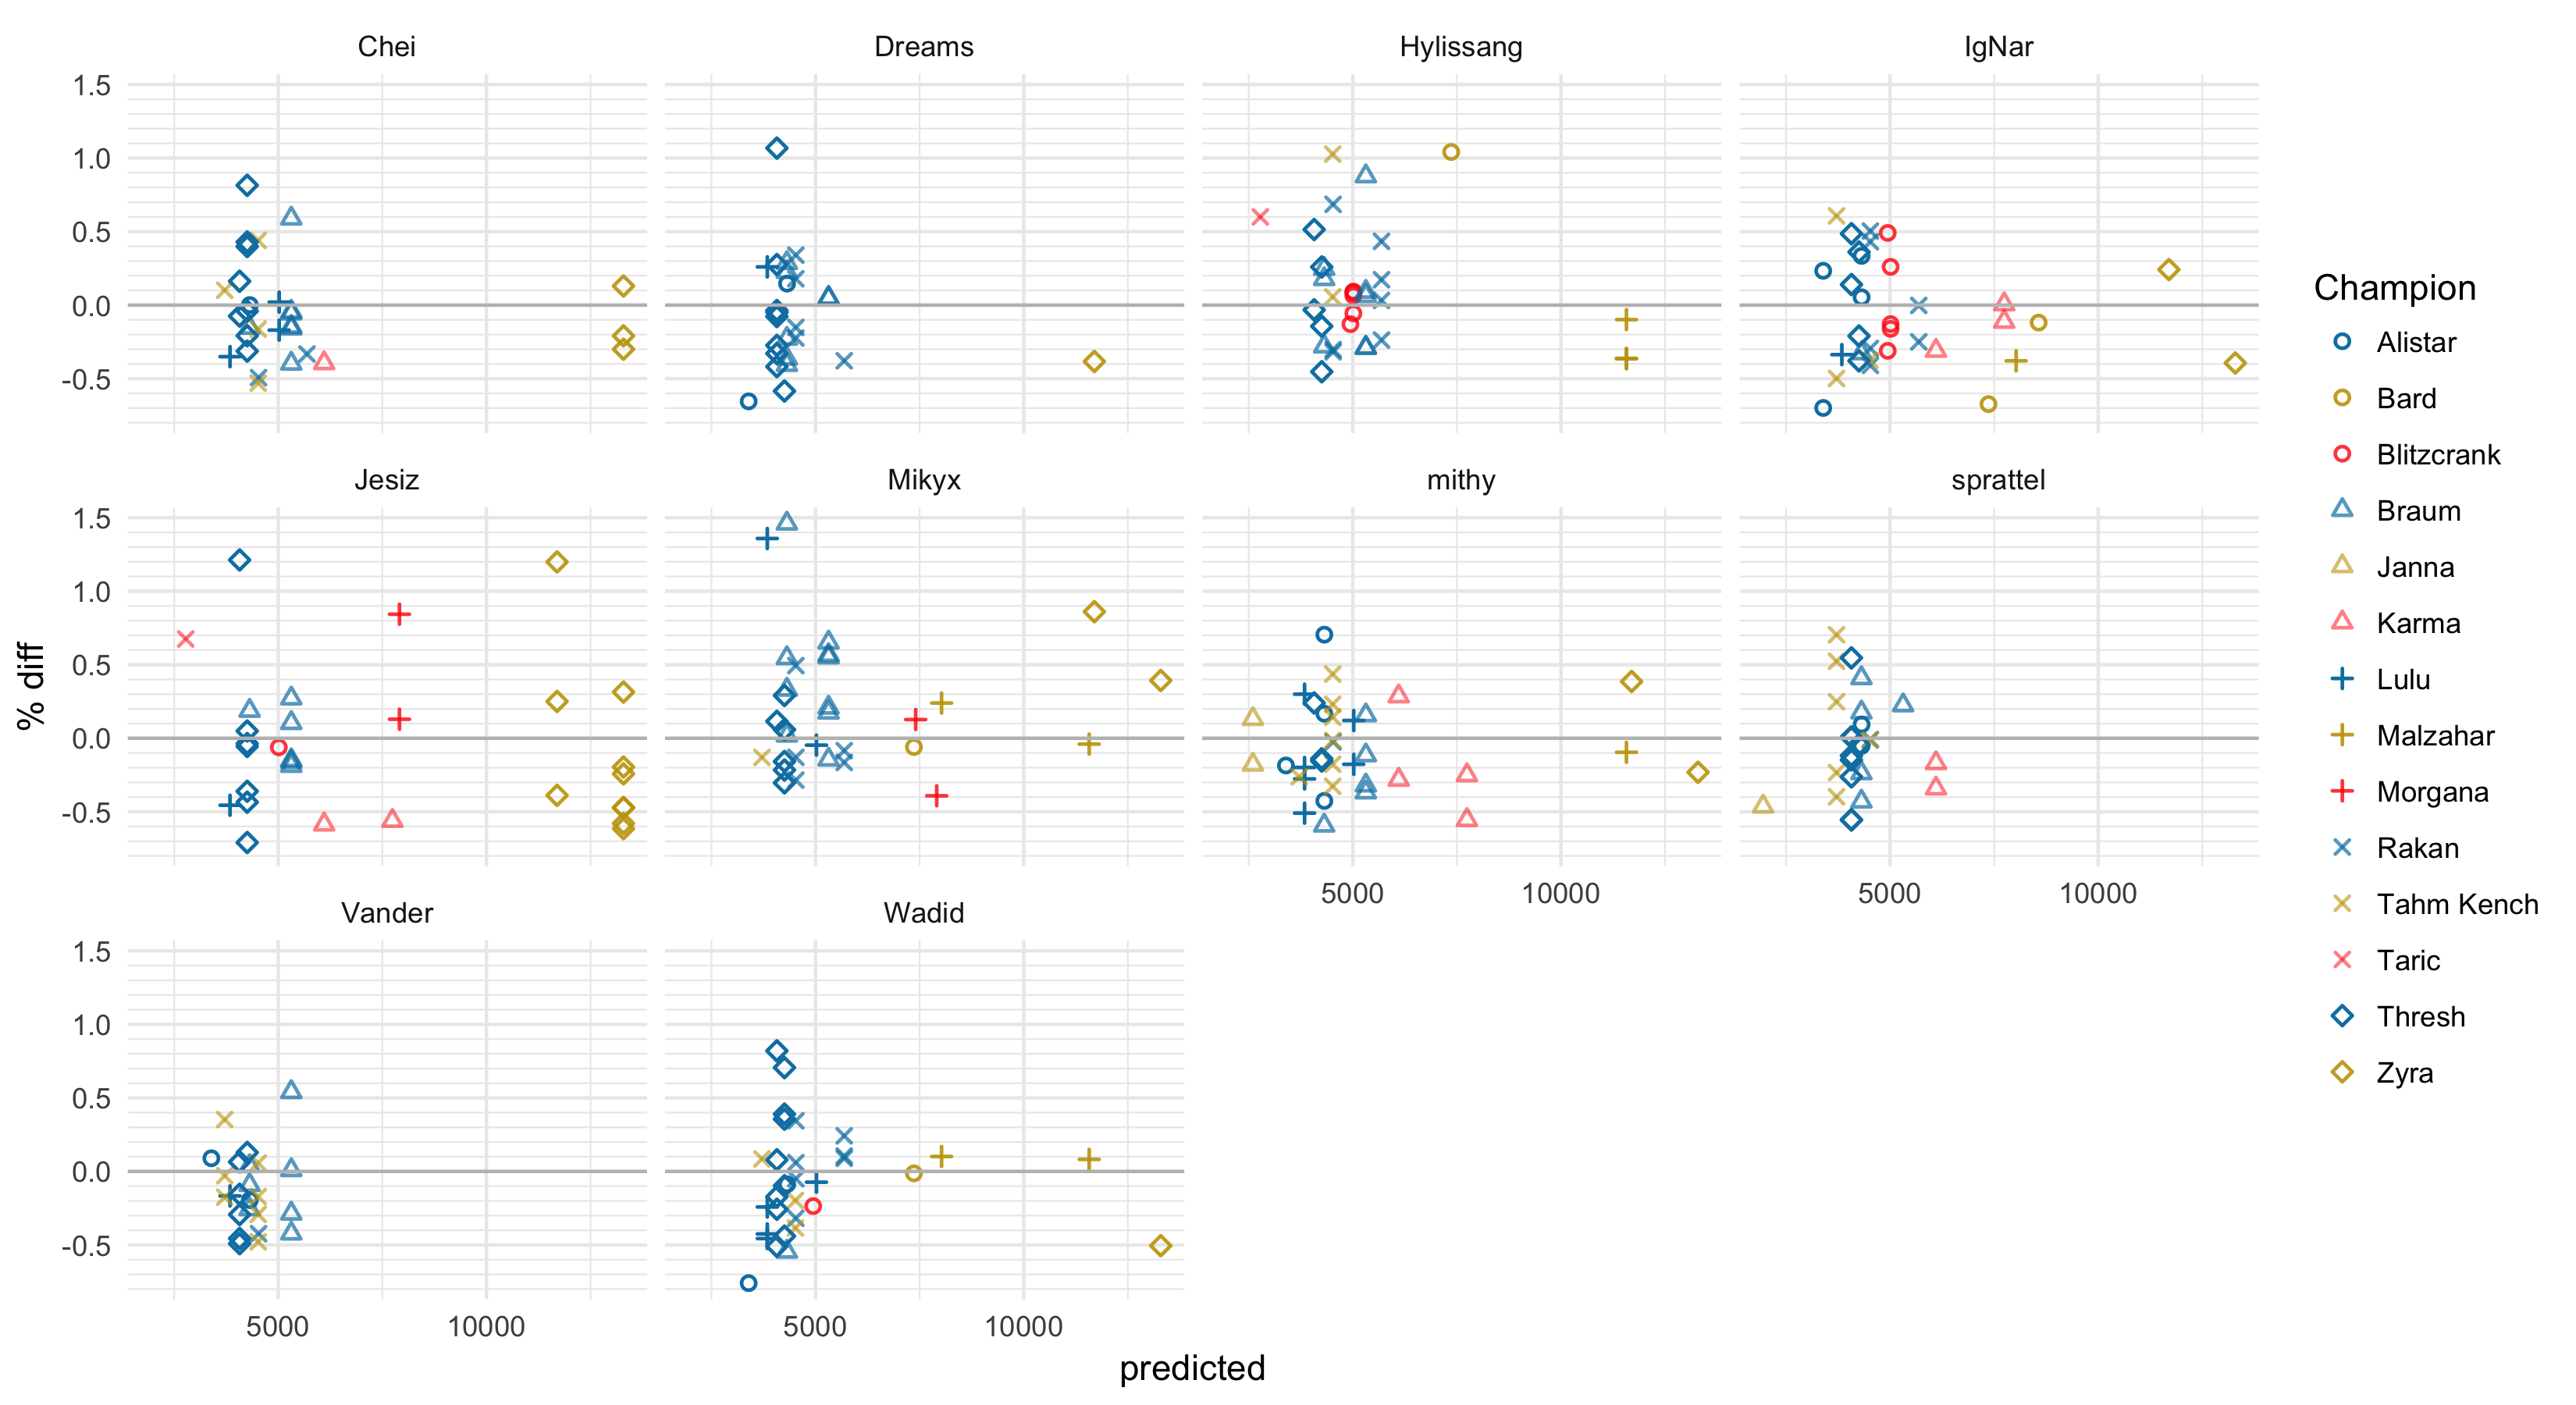 Chei Dreams Hylissang IgNar
1.5
1.0
0.5
0.0
-0.5
Jesiz Mikyx mithy sprattel
1.5
1.0
0.5
0.0
-0.5
5000 10000 5000 10000
Vander Wadid
1.5
1.0
0.5
0.0
-0.5
5000 10000 5000 10000
predicted
% diff
Champion
Alistar
Bard
Blitzcrank
Braum
Janna
Karma
Lulu
Malzahar
Morgana
Rakan
Tahm Kench
Taric
Thresh
Zyra